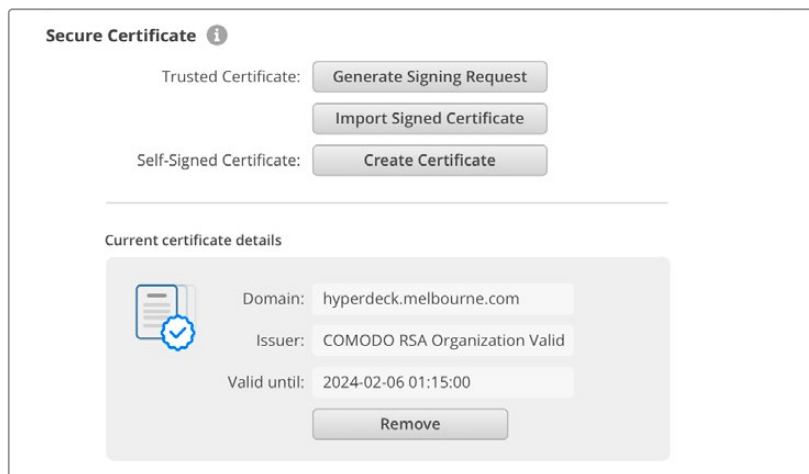 Secure Certificate
Trusted Certificate: Generate Signing Request
Import Signed Certificate
Self-Signed Certificate: Create Certificate
Current certificate details
Domain: hyperdeck.melbourne.com
Issuer: COMODO RSA Organization Valid
Valid until: 2024-02-06 01:15:00
Remove